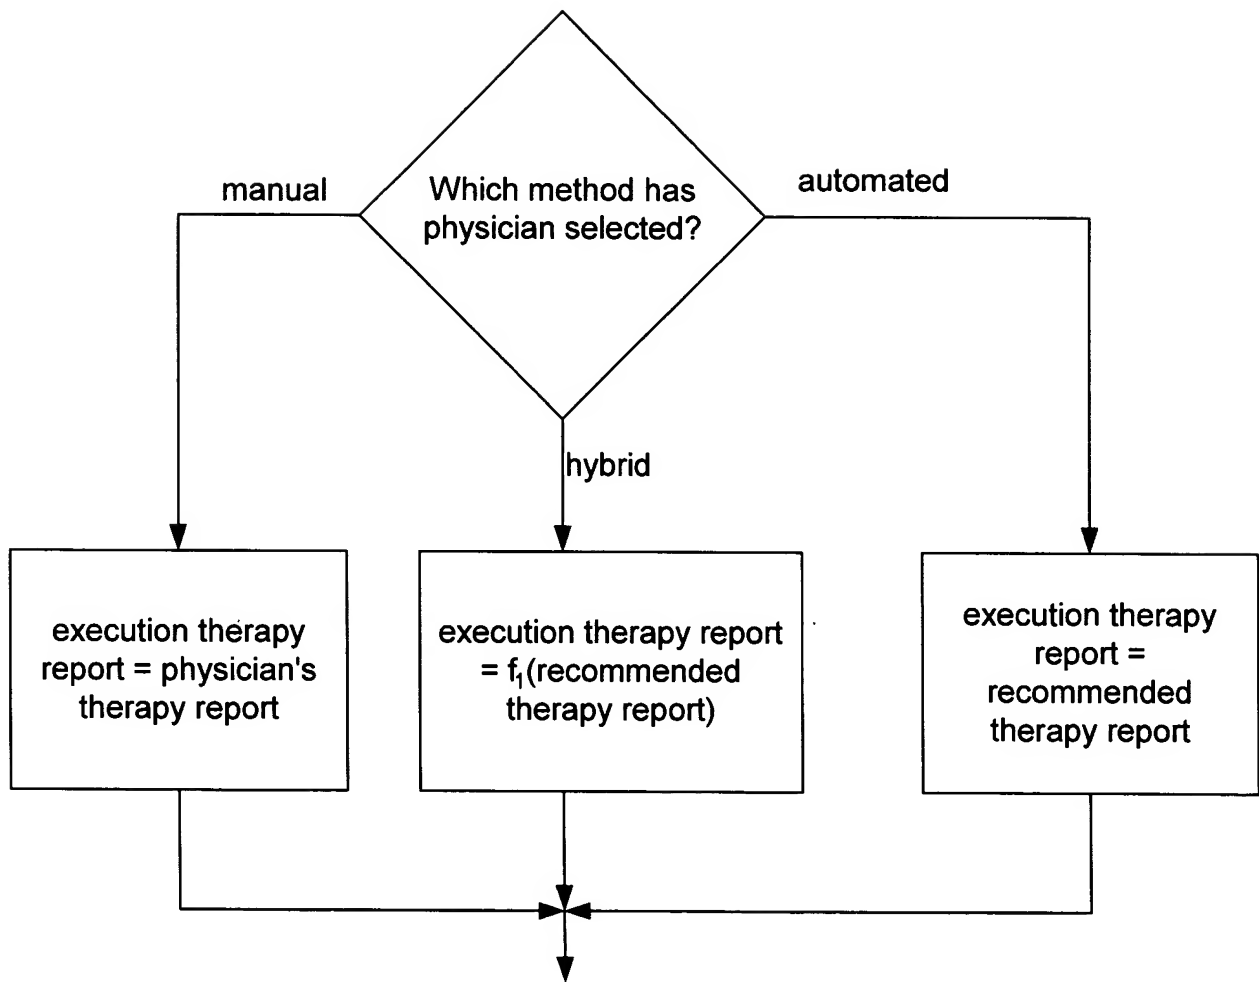 Which method has
physician selected?
manual
automated
hybrid
execution therapy
report = physician's
therapy report
execution therapy report
= f₁(recommended
therapy report)
execution therapy
report =
recommended
therapy report